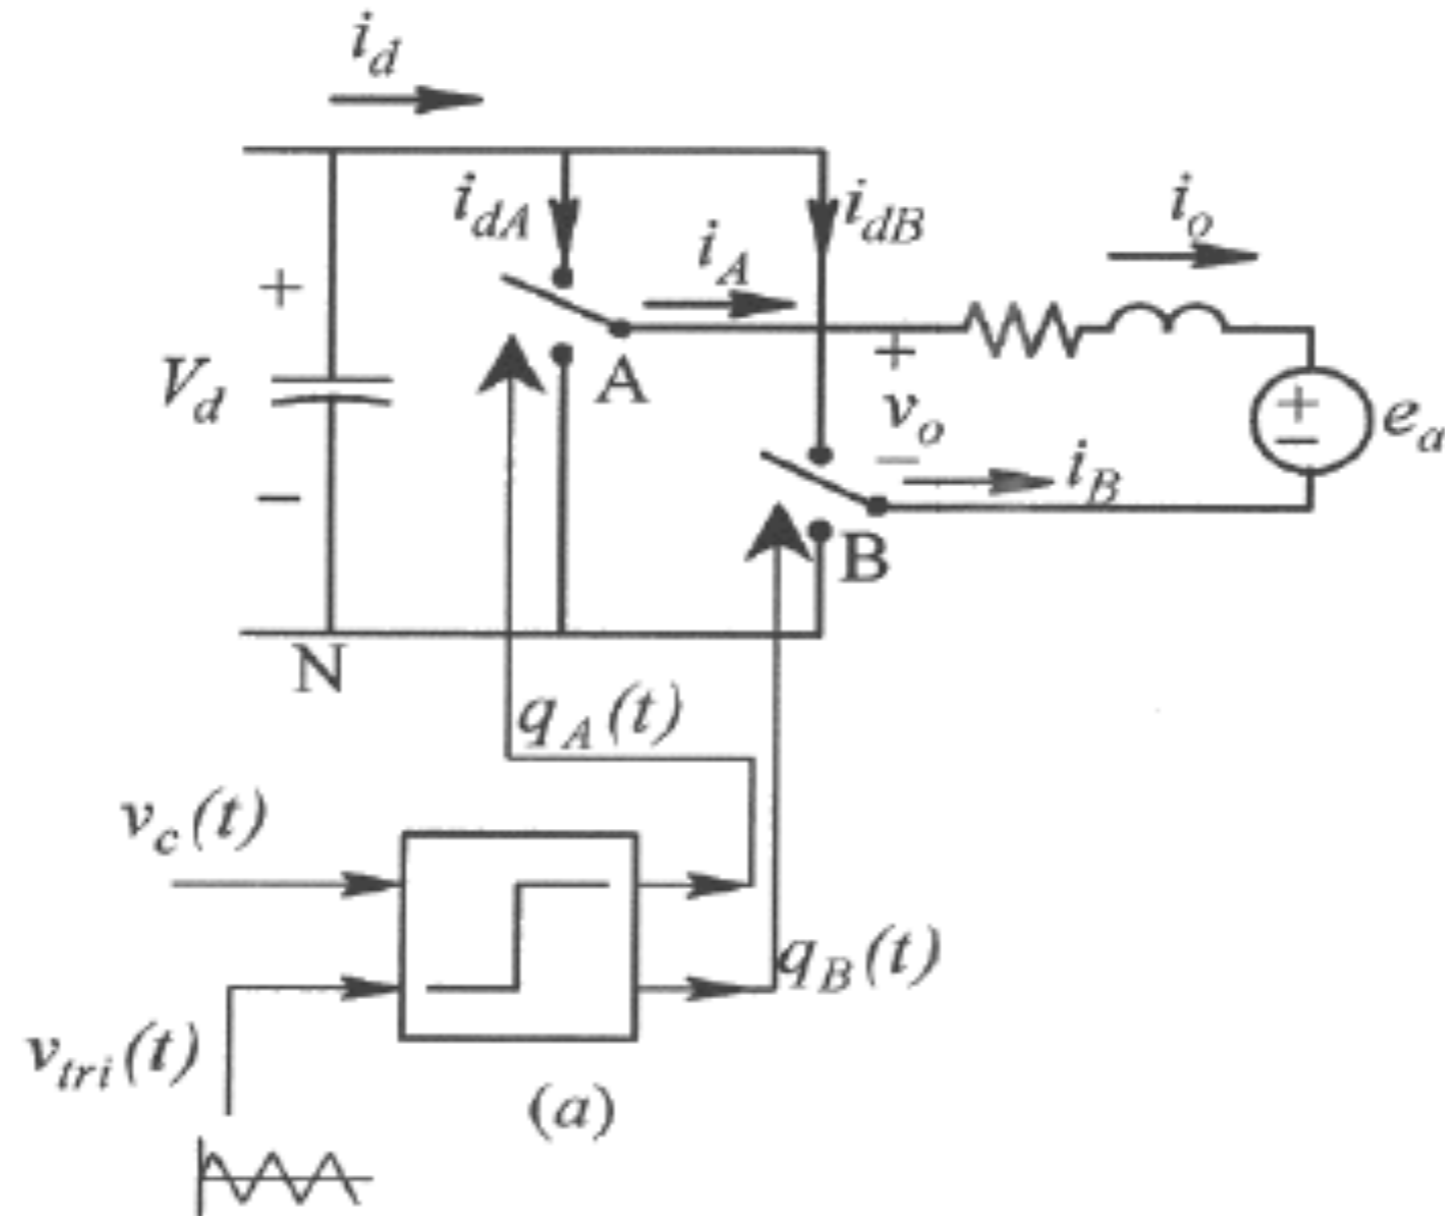 i_d
i_dA
i_dB
i_A
i_o
+
V_d
−
A
+
v_o
−
i_B
+
−
e_a
B
N
q_A(t)
v_c(t)
q_B(t)
v_tri(t)
(a)